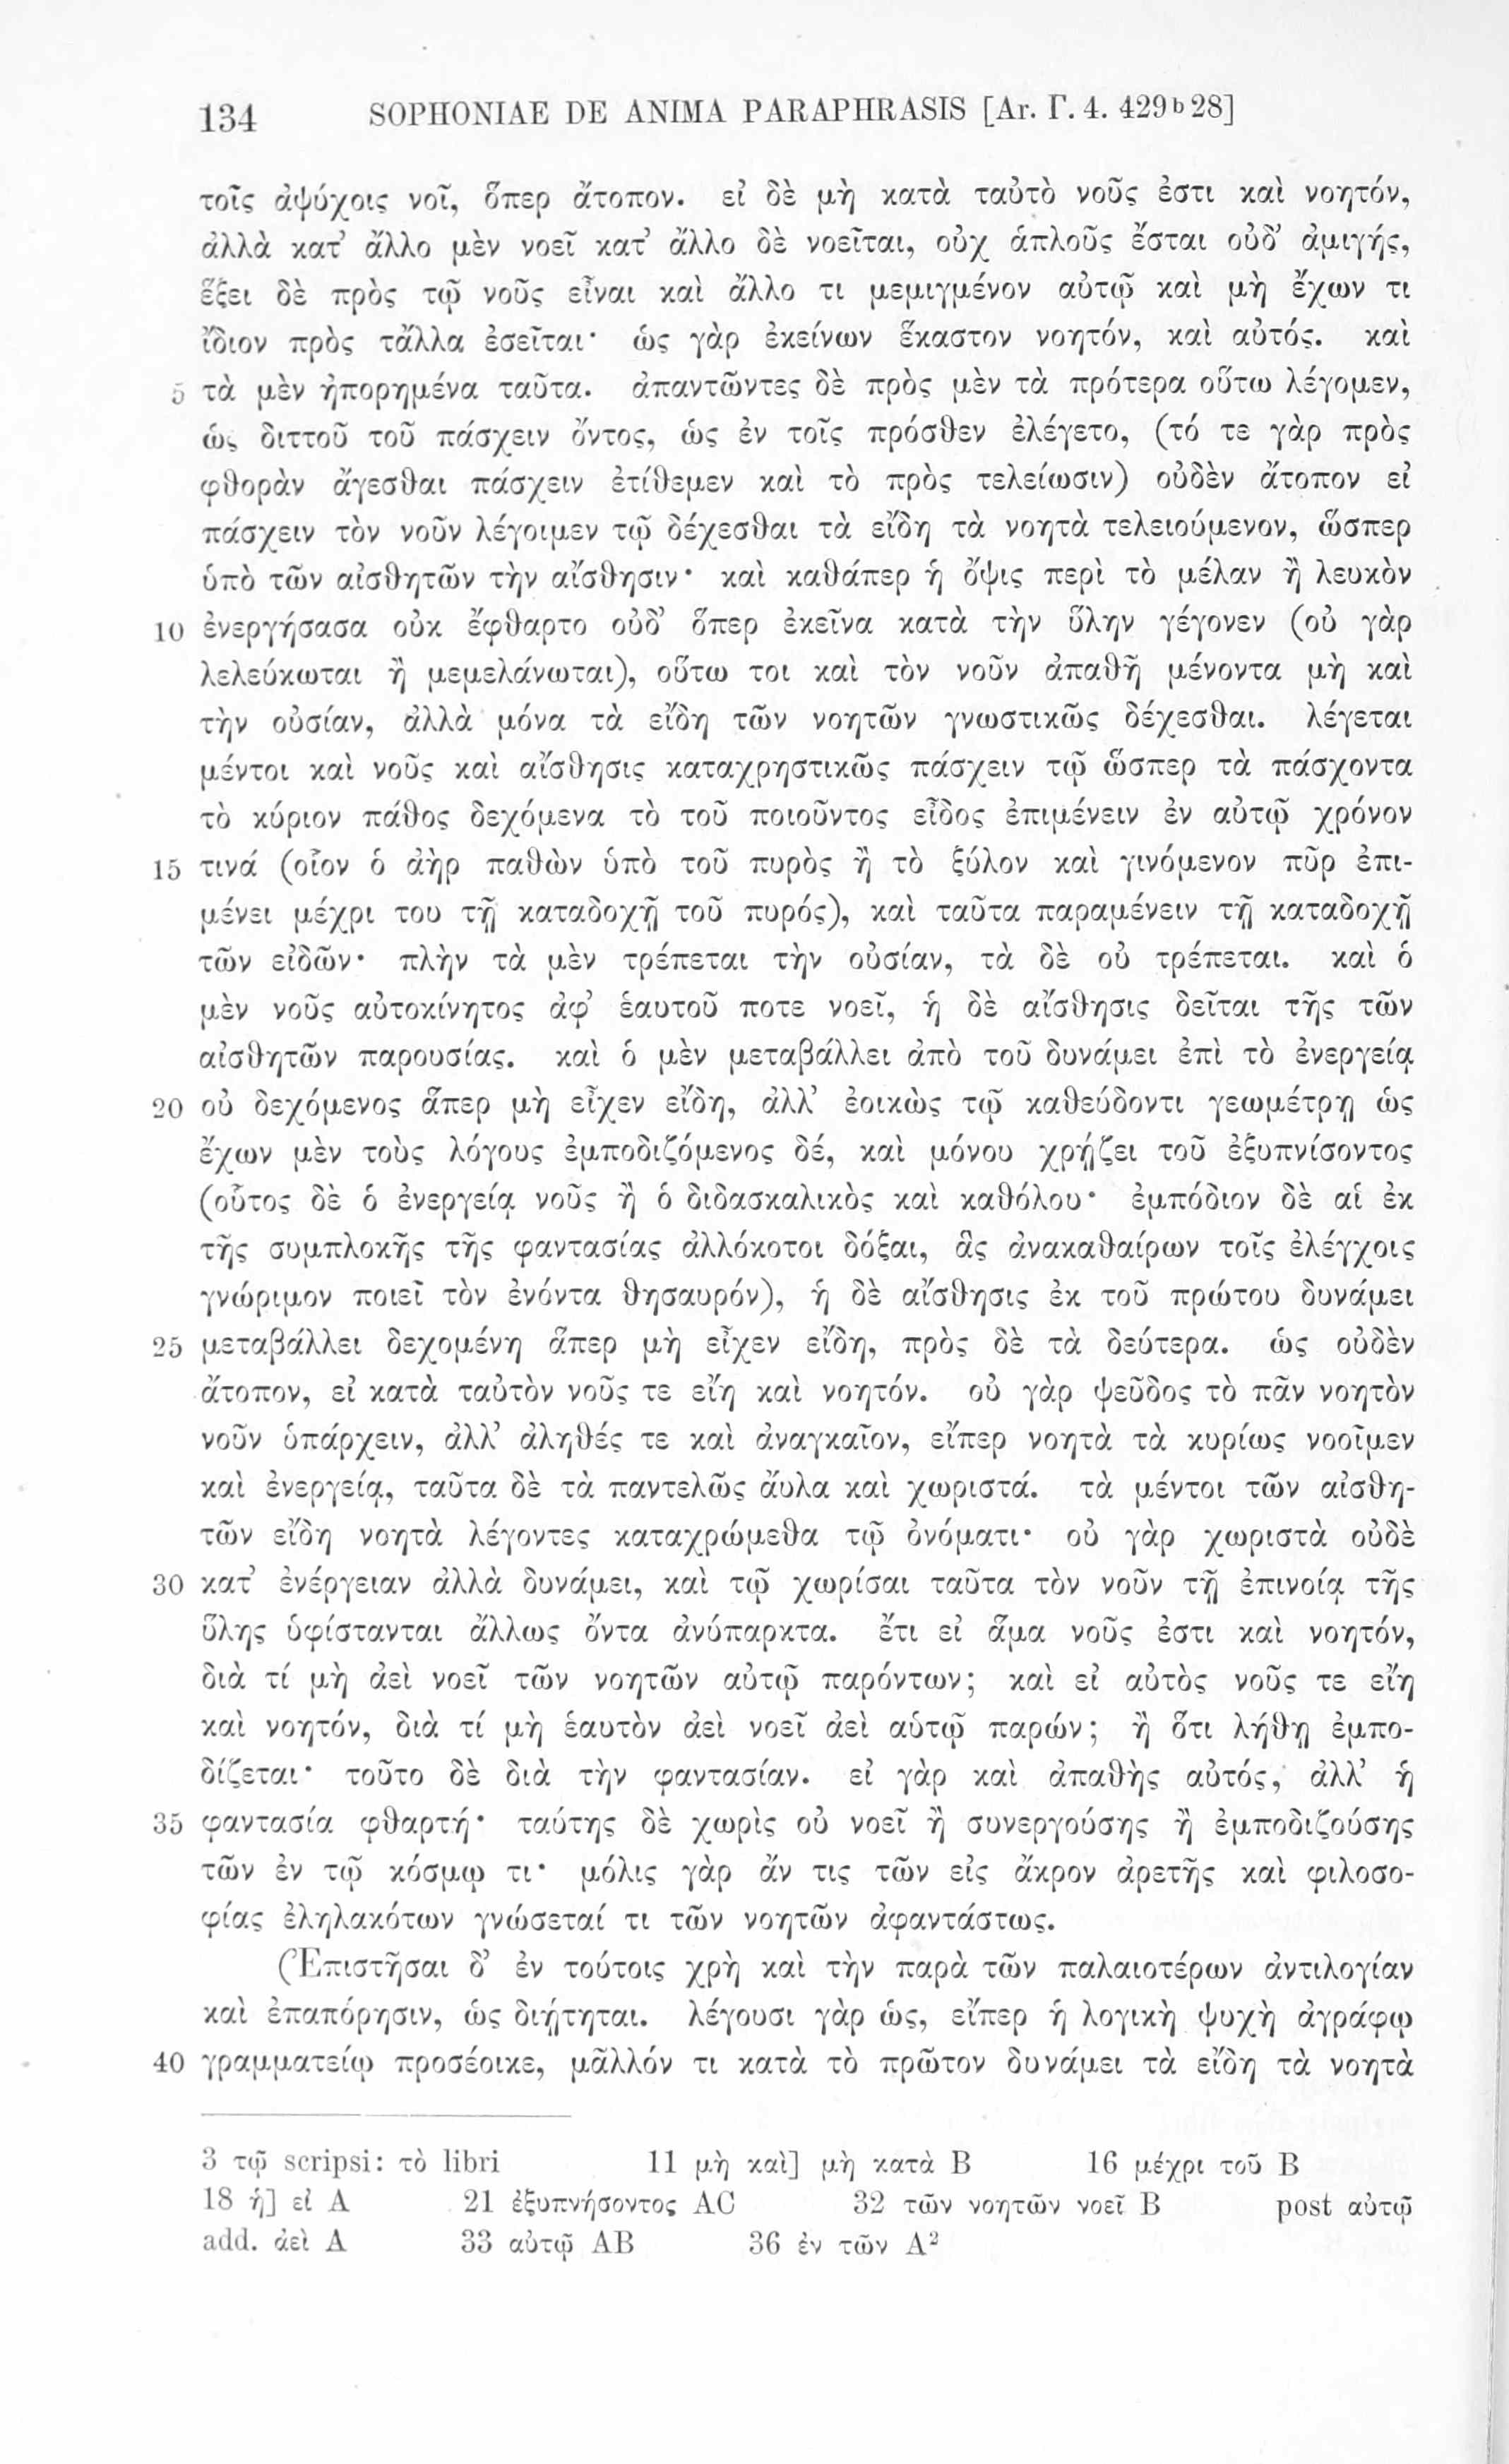 134 SOPHONIAE DE ANIMA PARAPHRASIS [Ar. Γ. 4. 429b 28]
τοῖς ἀψύχοις νοῖ, ὅπερ ἄτοπον. εἰ δὲ μὴ κατὰ ταὐτὸ νοῦς ἐστι καὶ νοητόν,
ἀλλὰ κατ’ ἄλλο μὲν νοεῖ κατ’ ἄλλο δὲ νοεῖται, οὐχ ἁπλοῦς ἔσται οὐδ’ ἀμιγής,
ἕξει δὲ πρὸς τῷ νοῦς εἶναι καὶ ἄλλο τι μεμιγμένον αὐτῷ καὶ μὴ ἔχων τι
ἴδιον πρὸς τἄλλα ἐσεῖται· ὡς γὰρ ἐκείνων ἕκαστον νοητόν, καὶ αὐτός. καὶ
5 τὰ μὲν ἠπορημένα ταῦτα. ἀπαντῶντες δὲ πρὸς μὲν τὰ πρότερα οὕτω λέγομεν,
ὡς διττοῦ τοῦ πάσχειν ὄντος, ὡς ἐν τοῖς πρόσθεν ἐλέγετο, (τό τε γὰρ πρὸς
φθορὰν ἄγεσθαι πάσχειν ἐτίθεμεν καὶ τὸ πρὸς τελείωσιν) οὐδὲν ἄτοπον εἰ
πάσχειν τὸν νοῦν λέγοιμεν τῷ δέχεσθαι τὰ εἴδη τὰ νοητὰ τελειούμενον, ὥσπερ
ὑπὸ τῶν αἰσθητῶν τὴν αἴσθησιν· καὶ καθάπερ ἡ ὄψις περὶ τὸ μέλαν ἢ λευκὸν
10 ἐνεργήσασα οὐκ ἔφθαρτο οὐδ’ ὅπερ ἐκεῖνα κατὰ τὴν ὕλην γέγονεν (οὐ γὰρ
λελεύκωται ἢ μεμελάνωται), οὕτω τοι καὶ τὸν νοῦν ἀπαθῆ μένοντα μὴ καὶ
τὴν οὐσίαν, ἀλλὰ μόνα τὰ εἴδη τῶν νοητῶν γνωστικῶς δέχεσθαι. λέγεται
μέντοι καὶ νοῦς καὶ αἴσθησις καταχρηστικῶς πάσχειν τῷ ὥσπερ τὰ πάσχοντα
τὸ κύριον πάθος δεχόμενα τὸ τοῦ ποιοῦντος εἶδος ἐπιμένειν ἐν αὐτῷ χρόνον
15 τινά (οἷον ὁ ἀὴρ παθὼν ὑπὸ τοῦ πυρὸς ἢ τὸ ξύλον καὶ γινόμενον πῦρ ἐπι-
μένει μέχρι του τῇ καταδοχῇ τοῦ πυρός), καὶ ταῦτα παραμένειν τῇ καταδοχῇ
τῶν εἰδῶν· πλὴν τὰ μὲν τρέπεται τὴν οὐσίαν, τὰ δὲ οὐ τρέπεται. καὶ ὁ
μὲν νοῦς αὐτοκίνητος ἀφ’ ἑαυτοῦ ποτε νοεῖ, ἡ δὲ αἴσθησις δεῖται τῆς τῶν
αἰσθητῶν παρουσίας. καὶ ὁ μὲν μεταβάλλει ἀπὸ τοῦ δυνάμει ἐπὶ τὸ ἐνεργείᾳ
20 οὐ δεχόμενος ἅπερ μὴ εἶχεν εἴδη, ἀλλ’ ἐοικὼς τῷ καθεύδοντι γεωμέτρῃ ὡς
ἔχων μὲν τοὺς λόγους ἐμποδιζόμενος δέ, καὶ μόνου χρῄζει τοῦ ἐξυπνίσοντος
(οὗτος δὲ ὁ ἐνεργείᾳ νοῦς ἢ ὁ διδασκαλικὸς καὶ καθόλου· ἐμπόδιον δὲ αἱ ἐκ
τῆς συμπλοκῆς τῆς φαντασίας ἀλλόκοτοι δόξαι, ἃς ἀνακαθαίρων τοῖς ἐλέγχοις
γνώριμον ποιεῖ τὸν ἐνόντα θησαυρόν), ἡ δὲ αἴσθησις ἐκ τοῦ πρώτου δυνάμει
25 μεταβάλλει δεχομένη ἅπερ μὴ εἶχεν εἴδη, πρὸς δὲ τὰ δεύτερα. ὡς οὐδὲν
ἄτοπον, εἰ κατὰ ταὐτὸν νοῦς τε εἴη καὶ νοητόν. οὐ γὰρ ψεῦδος τὸ πᾶν νοητὸν
νοῦν ὑπάρχειν, ἀλλ’ ἀληθές τε καὶ ἀναγκαῖον, εἴπερ νοητὰ τὰ κυρίως νοοῖμεν
καὶ ἐνεργείᾳ, ταῦτα δὲ τὰ παντελῶς ἄυλα καὶ χωριστά. τὰ μέντοι τῶν αἰσθη-
τῶν εἴδη νοητὰ λέγοντες καταχρώμεθα τῷ ὀνόματι· οὐ γὰρ χωριστὰ οὐδὲ
30 κατ’ ἐνέργειαν ἀλλὰ δυνάμει, καὶ τῷ χωρίσαι ταῦτα τὸν νοῦν τῇ ἐπινοίᾳ τῆς
ὕλης ὑφίστανται ἄλλως ὄντα ἀνύπαρκτα. ἔτι εἰ ἅμα νοῦς ἐστι καὶ νοητόν,
διὰ τί μὴ ἀεὶ νοεῖ τῶν νοητῶν αὐτῷ παρόντων; καὶ εἰ αὐτὸς νοῦς τε εἴη
καὶ νοητόν, διὰ τί μὴ ἑαυτὸν ἀεὶ νοεῖ ἀεὶ αὑτῷ παρών; ἢ ὅτι λήθῃ ἐμπο-
δίζεται· τοῦτο δὲ διὰ τὴν φαντασίαν. εἰ γὰρ καὶ ἀπαθὴς αὐτός, ἀλλ’ ἡ
35 φαντασία φθαρτή· ταύτης δὲ χωρὶς οὐ νοεῖ ἢ συνεργούσης ἢ ἐμποδιζούσης
τῶν ἐν τῷ κόσμῳ τι· μόλις γὰρ ἄν τις τῶν εἰς ἄκρον ἀρετῆς καὶ φιλοσο-
φίας ἐληλακότων γνώσεταί τι τῶν νοητῶν ἀφαντάστως.
(Ἐπιστῆσαι δ’ ἐν τούτοις χρὴ καὶ τὴν παρὰ τῶν παλαιοτέρων ἀντιλογίαν
καὶ ἐπαπόρησιν, ὡς διῄτηται. λέγουσι γὰρ ὡς, εἴπερ ἡ λογικὴ ψυχὴ ἀγράφῳ
40 γραμματείῳ προσέοικε, μᾶλλόν τι κατὰ τὸ πρῶτον δυνάμει τὰ εἴδη τὰ νοητὰ
3 τῷ scripsi: τὸ libri 11 μὴ καὶ] μὴ κατὰ B 16 μέχρι τοῦ B
18 ἡ] εἰ A 21 ἐξυπνήσοντος AC 32 τῶν νοητῶν νοεῖ B post αὐτῷ
add. ἀεὶ A 33 αὐτῷ AB 36 ἐν τῶν A²